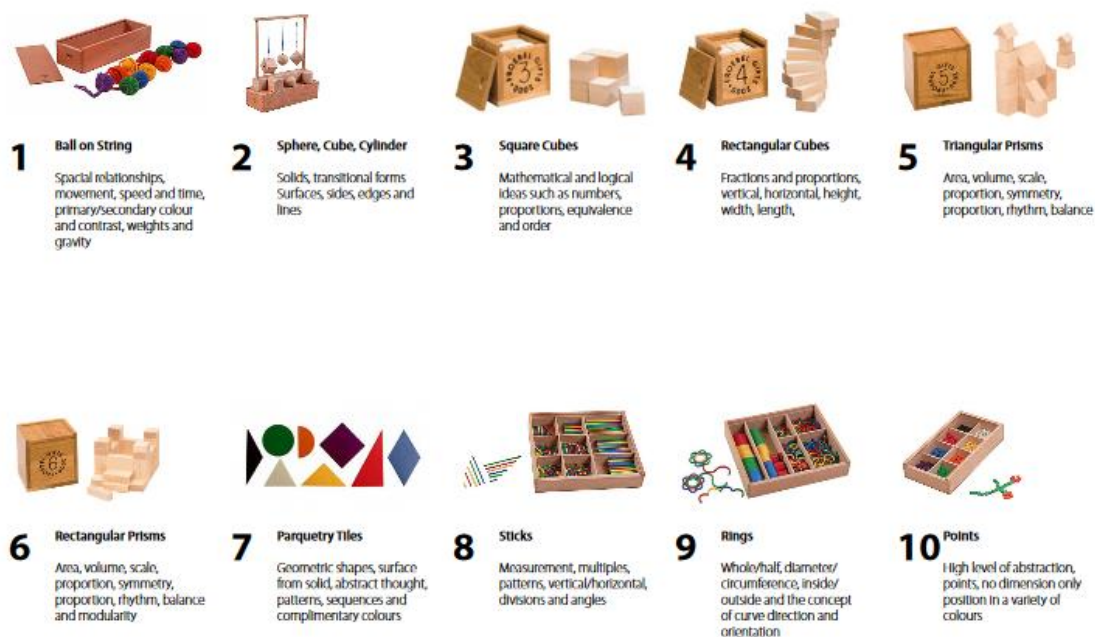 1
Ball on String
Spacial relationships,
movement, speed and time,
primary/secondary colour
and contrast, weights and
gravity
2
Sphere, Cube, Cylinder
Solids, transitional forms
Surfaces, sides, edges and
lines
3
Square Cubes
Mathematical and logical
ideas such as numbers,
proportions, equivalence
and order
4
Rectangular Cubes
Fractions and proportions,
vertical, horizontal, height,
width, length,
5
Triangular Prisms
Area, volume, scale,
proportion, symmetry,
proportion, rhythm, balance
6
Rectangular Prisms
Area, volume, scale,
proportion, symmetry,
proportion, rhythm, balance
and modularity
7
Parquetry Tiles
Geometric shapes, surface
from solid, abstract thought,
patterns, sequences and
complimentary colours
8
Sticks
Measurement, multiples,
patterns, vertical/horizontal,
divisions and angles
9
Rings
Whole/half, diameter/
circumference, inside/
outside and the concept
of curve direction and
orientation
10
Points
High level of abstraction,
points, no dimension only
position in a variety of
colours